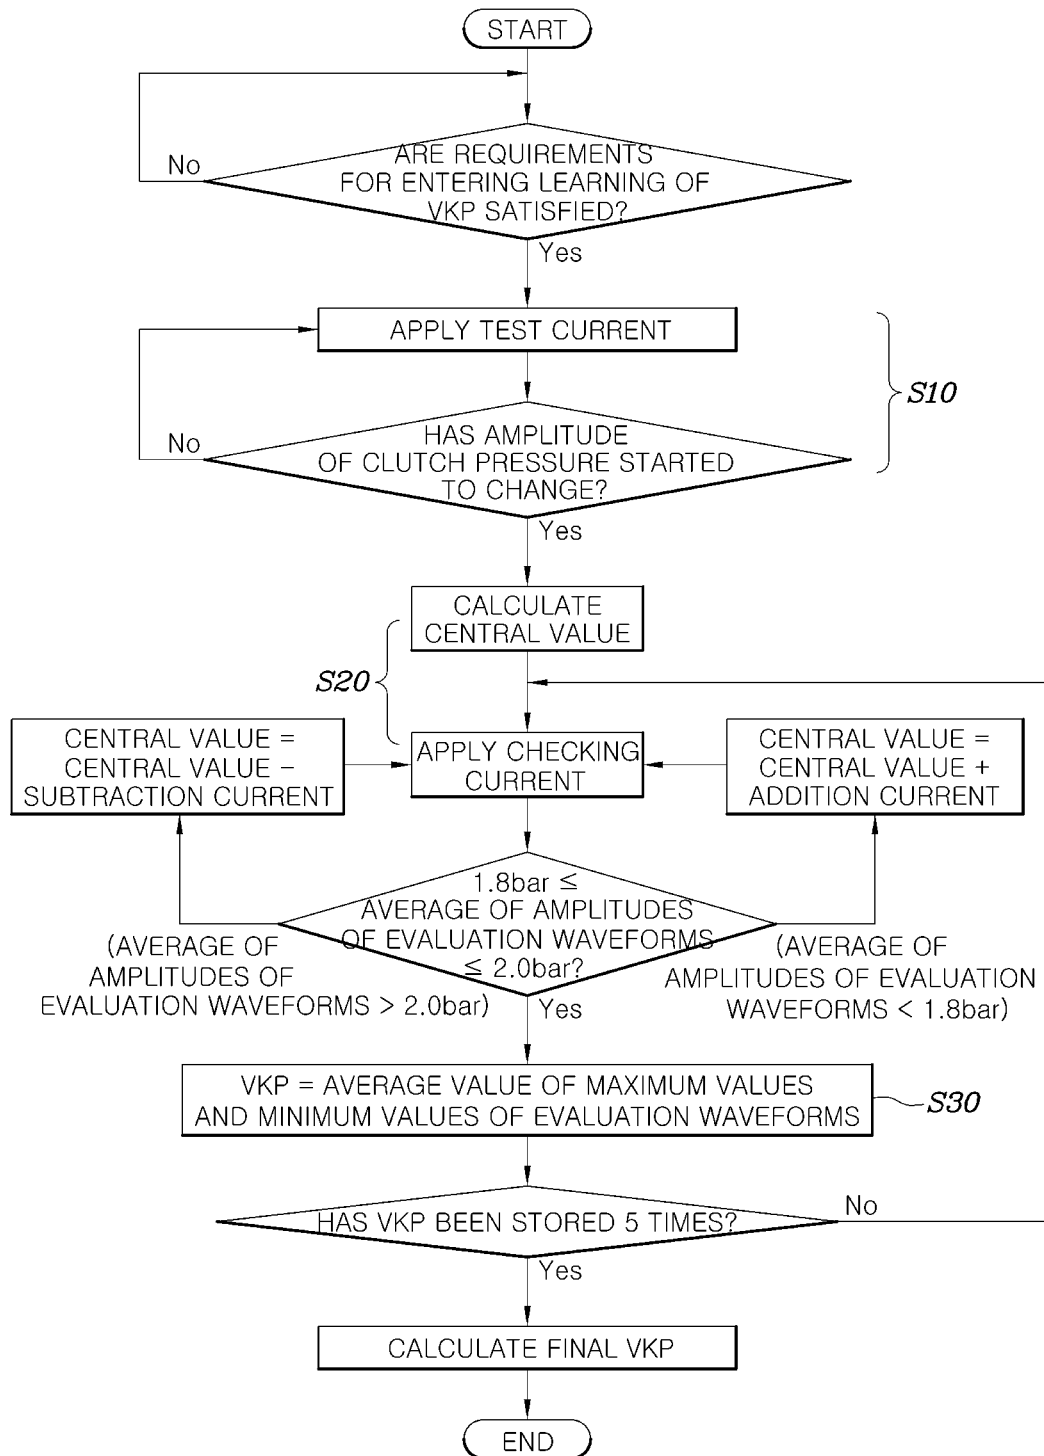 START
No
ARE REQUIREMENTS
FOR ENTERING LEARNING OF
VKP SATISFIED?
Yes
APPLY TEST CURRENT
S10
No
HAS AMPLITUDE
OF CLUTCH PRESSURE STARTED
TO CHANGE?
Yes
CALCULATE
CENTRAL VALUE
S20
CENTRAL VALUE =
CENTRAL VALUE −
SUBTRACTION CURRENT
APPLY CHECKING
CURRENT
CENTRAL VALUE =
CENTRAL VALUE +
ADDITION CURRENT
1.8bar ≤
AVERAGE OF AMPLITUDES
OF EVALUATION WAVEFORMS
≤ 2.0bar?
(AVERAGE OF
AMPLITUDES OF
EVALUATION WAVEFORMS > 2.0bar)
(AVERAGE OF
AMPLITUDES OF EVALUATION
WAVEFORMS < 1.8bar)
Yes
VKP = AVERAGE VALUE OF MAXIMUM VALUES
AND MINIMUM VALUES OF EVALUATION WAVEFORMS
S30
HAS VKP BEEN STORED 5 TIMES?
No
Yes
CALCULATE FINAL VKP
END